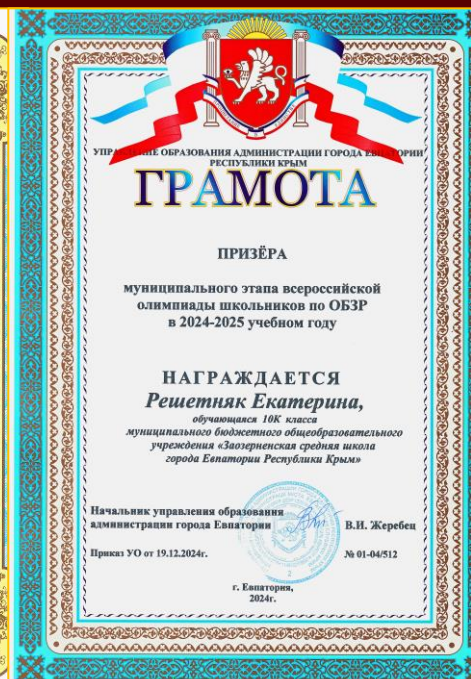 УПРАВЛЕНИЕ ОБРАЗОВАНИЯ АДМИНИСТРАЦИИ ГОРОДА ЕВПАТОРИИ
РЕСПУБЛИКИ КРЫМ
ГРАМОТА
ПРИЗЁРА
муниципального этапа всероссийской
олимпиады школьников по ОБЗР
в 2024-2025 учебном году
НАГРАЖДАЕТСЯ
Решетняк Екатерина,
обучающаяся 10К класса
муниципального бюджетного общеобразовательного
учреждения «Заозерненская средняя школа
города Евпатории Республики Крым»
Начальник управления образования
администрации города Евпатории В.И. Жеребец
Приказ УО от 19.12.2024г. № 01-04/512
г. Евпатория,
2024г.